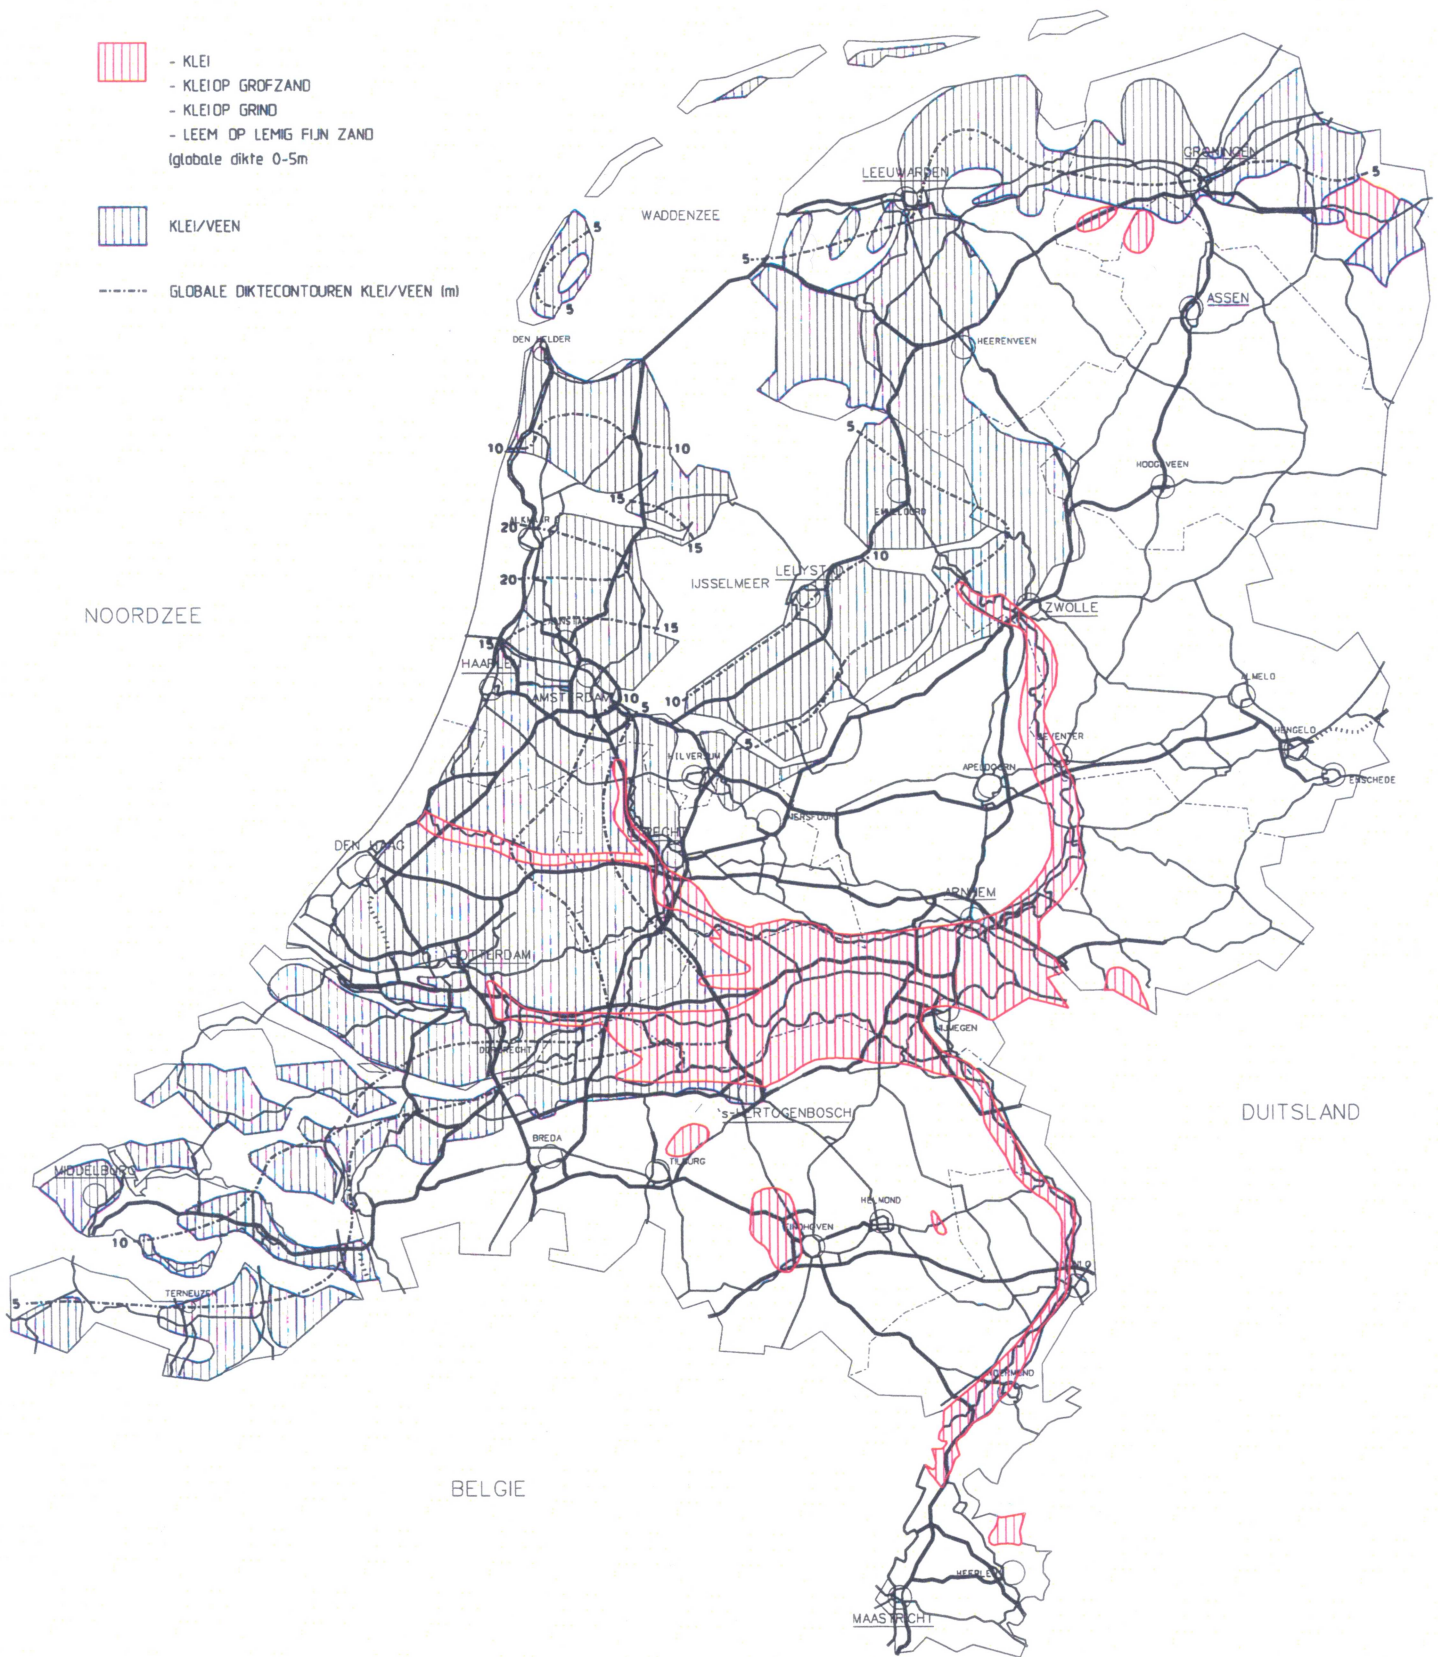 - KLEI
- KLEI OP GROFZAND
- KLEI OP GRIND
- LEEM OP LEMIG FIJN ZAND
(globale dikte 0-5m
KLEI/VEEN
GLOBALE DIKTECONTOUREN KLEI/VEEN (m)
GRONINGEN
LEEUWARDEN
5
WADDENZEE
5
5
5
ASSEN
DEN HELDER
HEERENVEEN
5
10
10
HOOGEVEEN
15
EMMELOORD
ALKMAAR
20
15
10
20
LELYSTAD
IJSSELMEER
NOORDZEE
ZWOLLE
15
15
HAARLEM
ALMELO
AMSTERDAM
10
10
5
5
HENGELO
DEVENTER
HILVERSUM
APELDOORN
ENSCHEDE
AMERSFOORT
UTRECHT
DEN HAAG
ARNHEM
ROTTERDAM
NIJMEGEN
DORDRECHT
's-HERTOGENBOSCH
DUITSLAND
BREDA
TILBURG
MIDDELBURG
HELMOND
EINDHOVEN
10
TERNEUZEN
5
ROERMOND
BELGIE
HEERLEN
MAASTRICHT